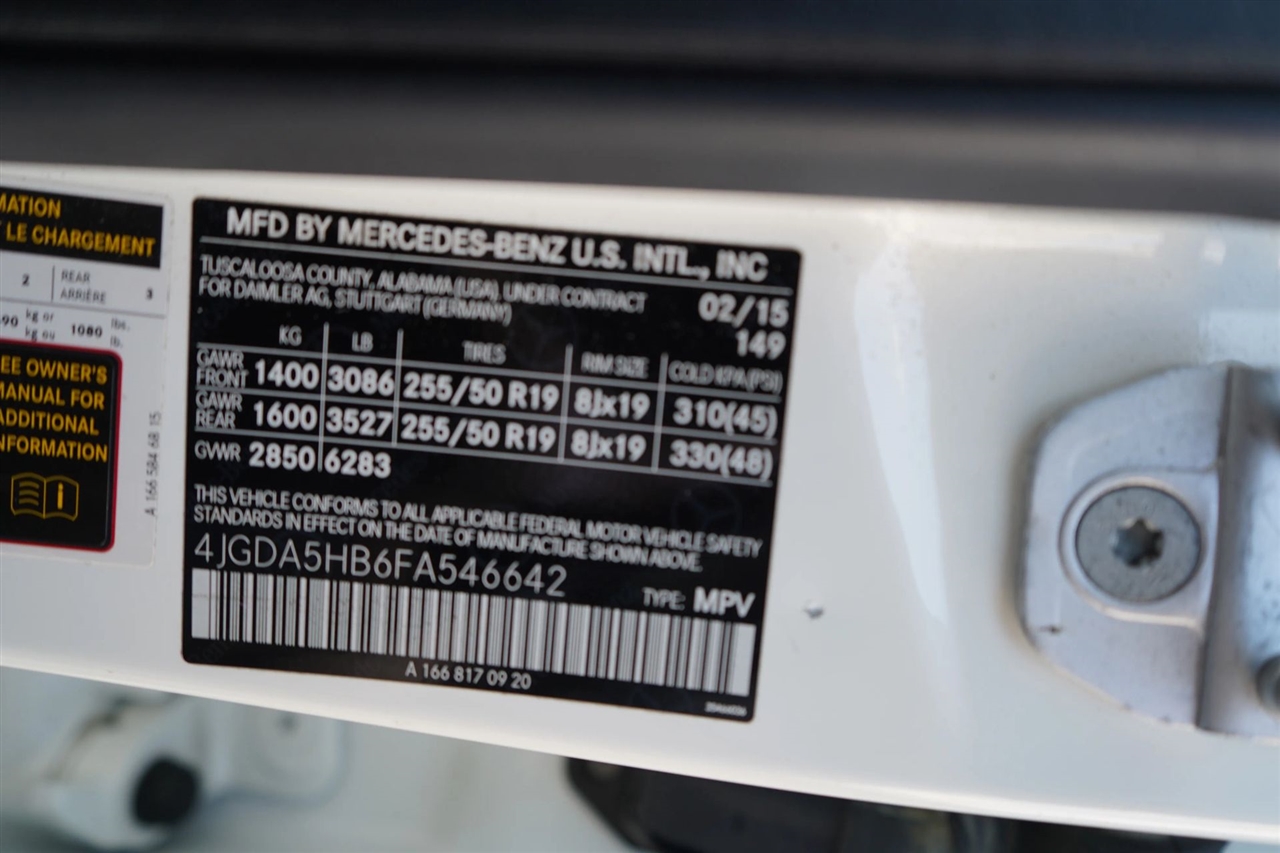 MATION
LE CHARGEMENT
2 REAR ARRIÈRE 3
90 kg or kg ou 1080 lbs. lb.
EE OWNER'S
MANUAL FOR
ADDITIONAL
NFORMATION
A 166 584 68 15
MFD BY MERCEDES-BENZ U.S. INTL., INC
TUSCALOOSA COUNTY, ALABAMA (USA), UNDER CONTRACT
FOR DAIMLER AG, STUTTGART (GERMANY)
02/15
149
KG LB TIRES RIM SIZE COLD KPA (PSI)
GAWR FRONT 1400 3086 255/50 R19 8Jx19 310(45)
GAWR REAR 1600 3527 255/50 R19 8Jx19 330(48)
GVWR 2850 6283
THIS VEHICLE CONFORMS TO ALL APPLICABLE FEDERAL MOTOR VEHICLE SAFETY
STANDARDS IN EFFECT ON THE DATE OF MANUFACTURE SHOWN ABOVE.
4JGDA5HB6FA546642
TYPE: MPV
A 166 817 09 20